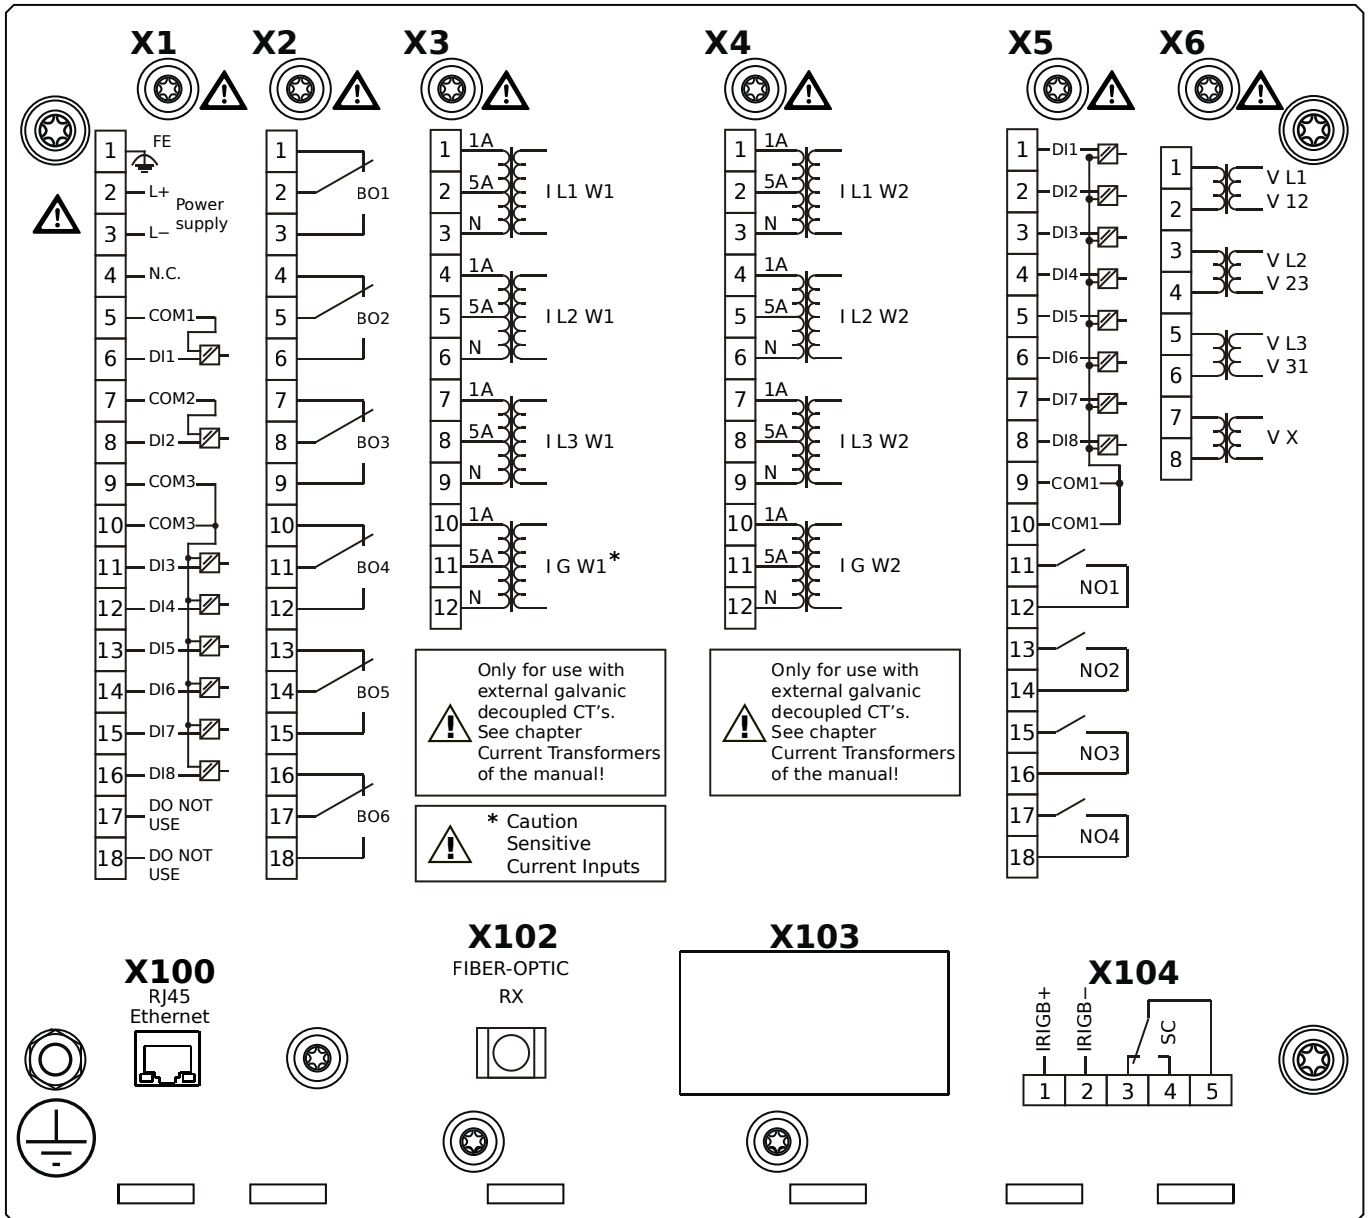 X1
X2
X3
X4
X5
X6
1 FE
2 L+
Power
supply
3 L−
4 N.C.
5 COM1
6 DI1
7 COM2
8 DI2
9 COM3
10 COM3
11 DI3
12 DI4
13 DI5
14 DI6
15 DI7
16 DI8
17 DO NOT
USE
18 DO NOT
USE
1
2 BO1
3
4
5 BO2
6
7
8 BO3
9
10
11 BO4
12
13
14 BO5
15
16
17 BO6
18
1 1A
2 5A I L1 W1
3 N
4 1A
5 5A I L2 W1
6 N
7 1A
8 5A I L3 W1
9 N
10 1A
11 5A I G W1*
12 N
Only for use with
external galvanic
decoupled CT's.
See chapter
Current Transformers
of the manual!
* Caution
Sensitive
Current Inputs
1 1A
2 5A I L1 W2
3 N
4 1A
5 5A I L2 W2
6 N
7 1A
8 5A I L3 W2
9 N
10 1A
11 5A I G W2
12 N
Only for use with
external galvanic
decoupled CT's.
See chapter
Current Transformers
of the manual!
1 DI1
2 DI2
3 DI3
4 DI4
5 DI5
6 DI6
7 DI7
8 DI8
9 COM1
10 COM1
11
NO1
12
13
NO2
14
15
NO3
16
17
NO4
18
1
V L1
2
V 12
3
V L2
4
V 23
5
V L3
6
V 31
7
V X
8
X100
RJ45
Ethernet
X102
FIBER-OPTIC
RX
X103
X104
IRIGB+
IRIGB−
SC
1 2 3 4 5